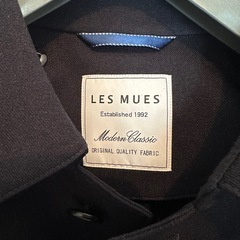 LES MUES
Established 1992
Modern Classic
ORIGINAL QUALITY FABRIC